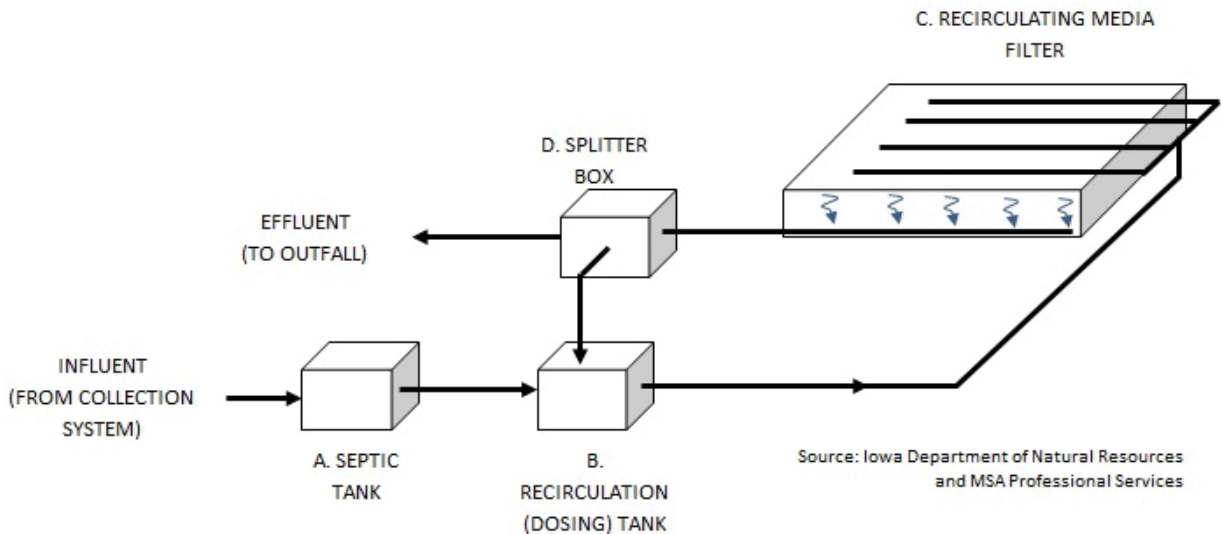 C. RECIRCULATING MEDIA
FILTER
D. SPLITTER
BOX
EFFLUENT
(TO OUTFALL)
INFLUENT
(FROM COLLECTION
SYSTEM)
A. SEPTIC
TANK
B.
RECIRCULATION
(DOSING) TANK
Source: Iowa Department of Natural Resources
and MSA Professional Services